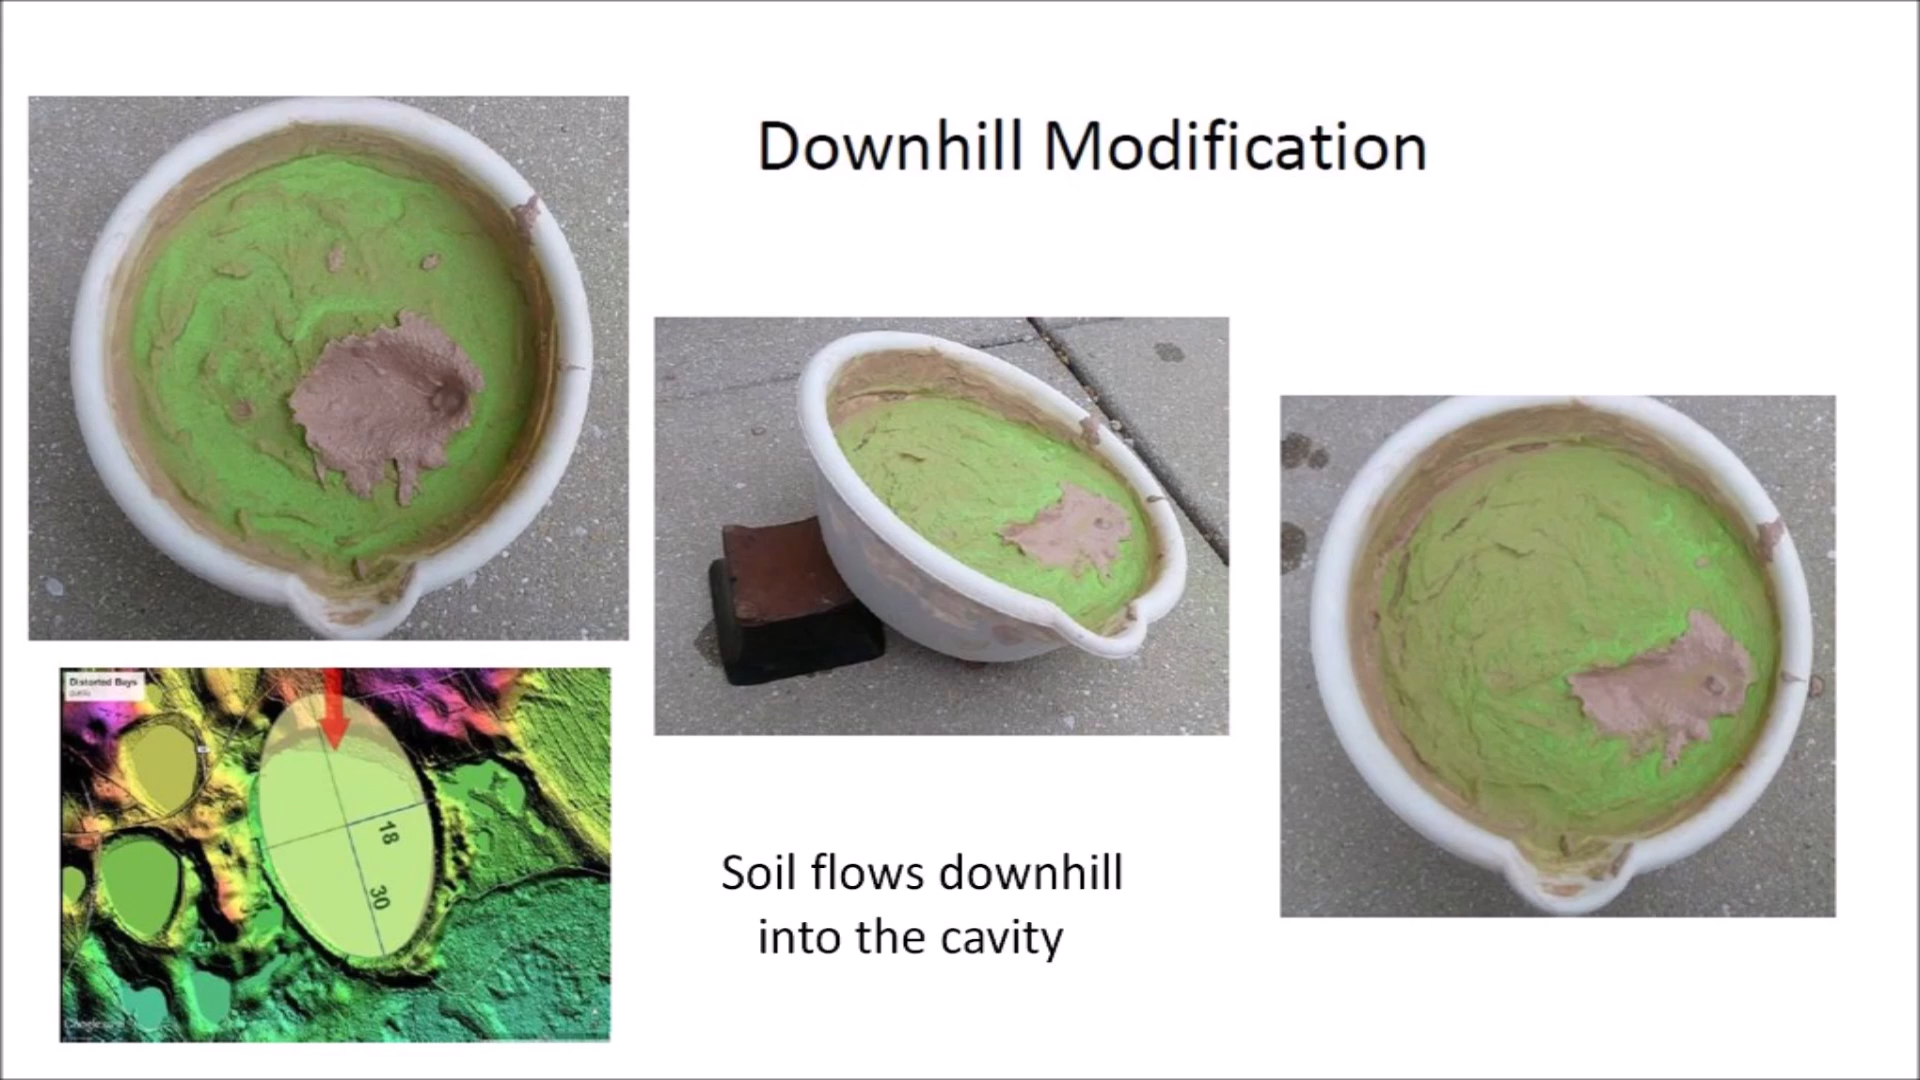 Downhill Modification
Distorted Bays
18
30
Soil flows downhill
into the cavity